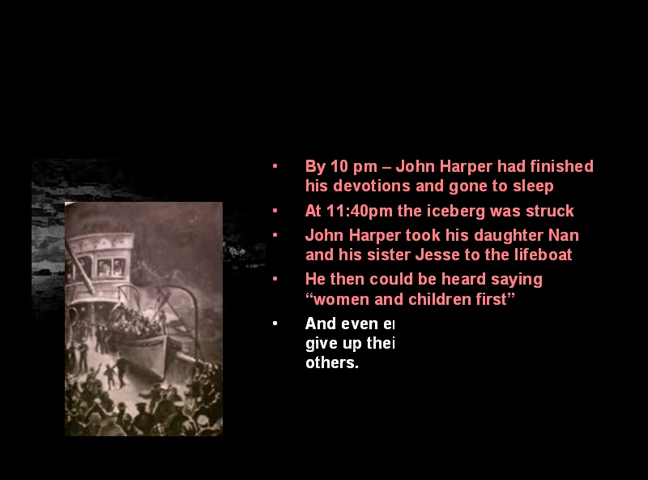 • By 10 pm – John Harper had finished
his devotions and gone to sleep
• At 11:40pm the iceberg was struck
• John Harper took his daughter Nan
and his sister Jesse to the lifeboat
• He then could be heard saying
“women and children first”
• And even
give up
others.